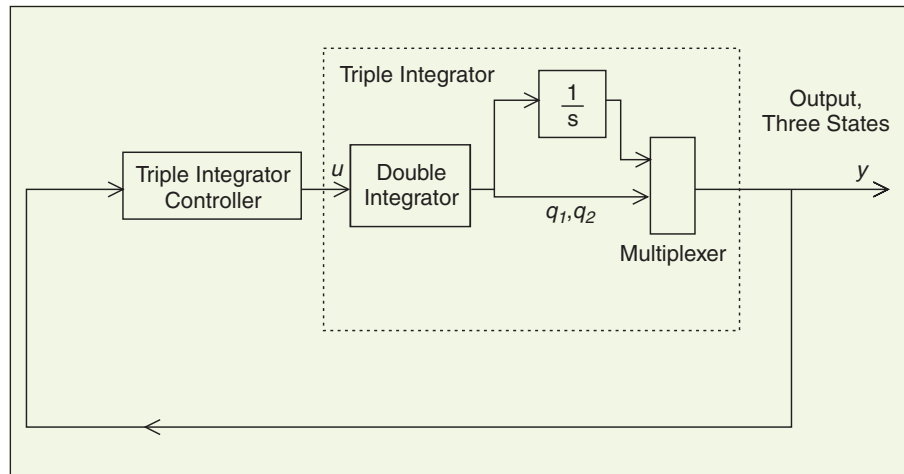 Triple Integrator
1
s
Output,
Three States
Triple Integrator
Controller
u
Double
Integrator
q1,q2
y
Multiplexer